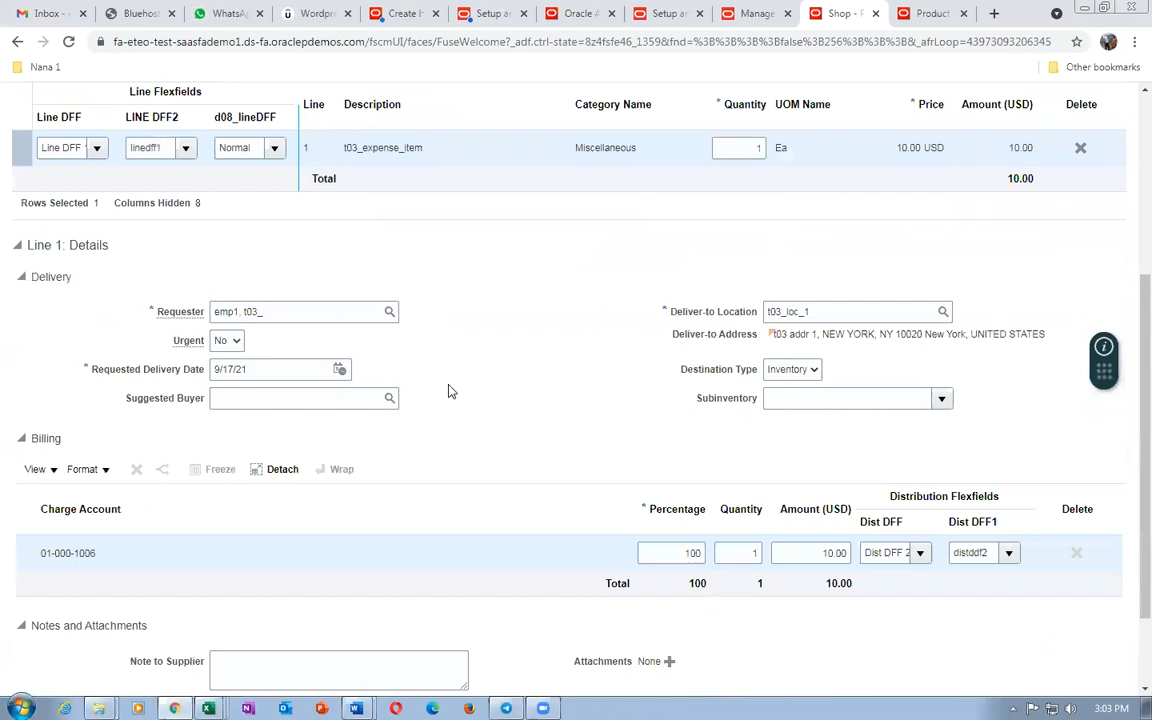 Inbox -
Bluehost
WhatsA
Wordpr
Create I
Setup ar
Oracle A
Setup ar
Manage
Shop - P
Product
fa-eteo-test-saasfademo1.ds-fa.oraclepdemos.com/fscmUI/faces/FuseWelcome?_adf.ctrl-state=8z4fsfe46_1359&fnd=%3B%3B%3B%3Bfalse%3B256%3B%3B%3B&_afrLoop=43973093206345
Nana 1
Other bookmarks
Line Flexfields
Line DFF LINE DFF2 d08_lineDFF Line Description Category Name * Quantity UOM Name * Price Amount (USD) Delete
Line DFF linedff1 Normal 1 t03_expense_item Miscellaneous 1 Ea 10.00 USD 10.00
Total 10.00
Rows Selected 1 Columns Hidden 8
Line 1: Details
Delivery
* Requester emp1, t03_
* Deliver-to Location t03_loc_1
Urgent No
Deliver-to Address t03 addr 1, NEW YORK, NY 10020 New York, UNITED STATES
* Requested Delivery Date 9/17/21
Destination Type Inventory
Suggested Buyer
Subinventory
Billing
View Format Freeze Detach Wrap
Distribution Flexfields
Charge Account * Percentage Quantity Amount (USD) Dist DFF Dist DFF1 Delete
01-000-1006 100 1 10.00 Dist DFF 2 distddf2
Total 100 1 10.00
Notes and Attachments
Note to Supplier
Attachments None
3:03 PM